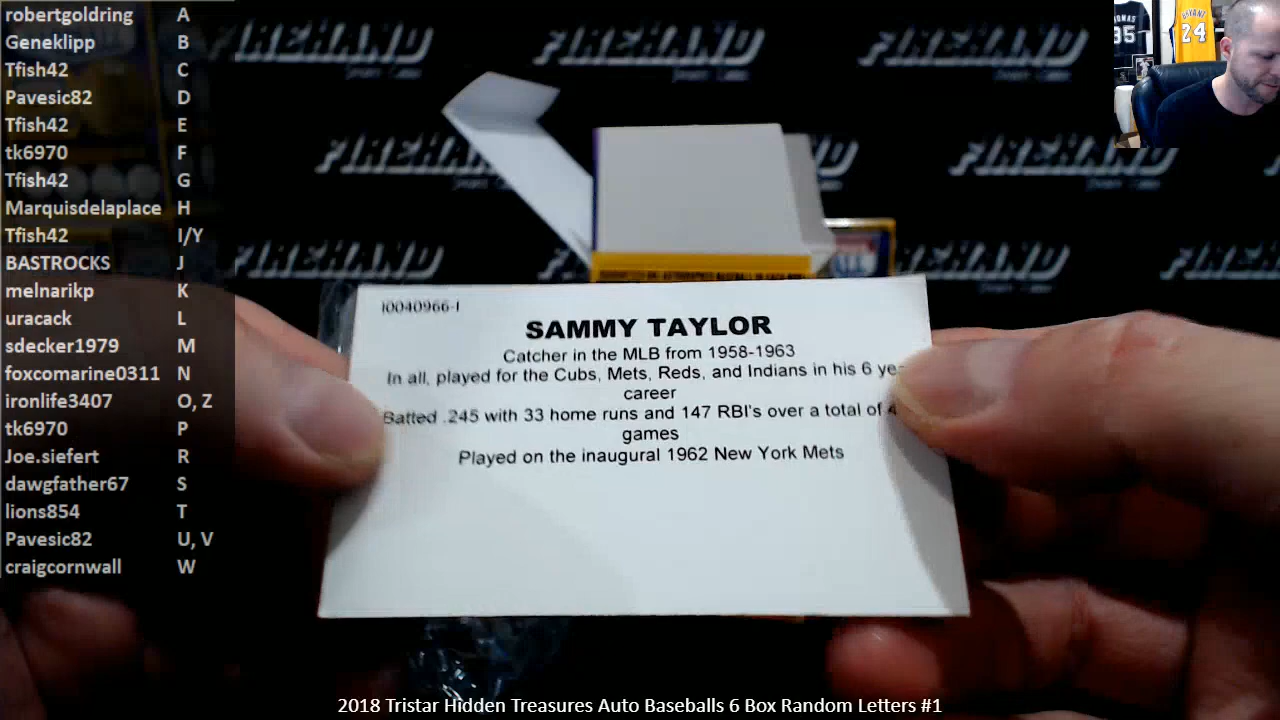 robertgoldring A
Geneklipp B
Tfish42 C
Pavesic82 D
Tfish42 E
tk6970 F
Tfish42 G
Marquisdelaplace H
Tfish42 I/Y
BASTROCKS J
melnarikp K
uracack L
sdecker1979 M
foxcomarine0311 N
ironlife3407 O, Z
tk6970 P
Joe.siefert R
dawgfather67 S
lions854 T
Pavesic82 U, V
craigcornwall W
FIREHAND FIREHAND FIREHAND
24
I0040966-I
SAMMY TAYLOR
Catcher in the MLB from 1958-1963
In all, played for the Cubs, Mets, Reds, and Indians in his 6
career
Batted .245 with 33 home runs and 147 RBI's over a total of
games
Played on the inaugural 1962 New York Mets
2018 Tristar Hidden Treasures Auto Baseballs 6 Box Random Letters #1